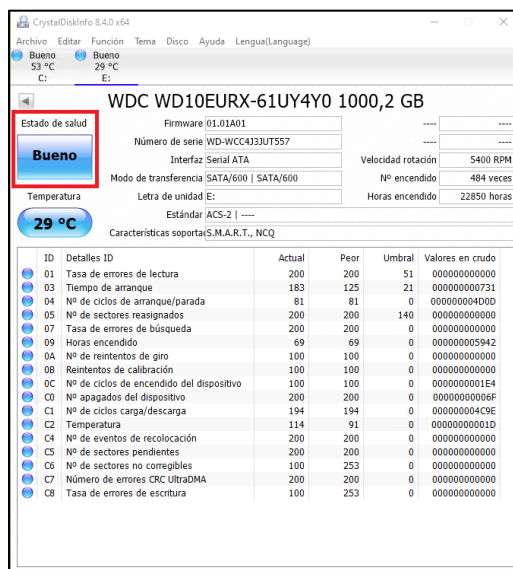 CrystalDiskInfo 8.4.0 x64
Archivo Editar Función Tema Disco Ayuda Lengua(Language)
Bueno Bueno
53 °C 29 °C
C: E:
WDC WD10EURX-61UY4Y0 1000,2 GB
Estado de salud
Bueno
Temperatura
29 °C
Firmware 01.01A01 ---- ----
Número de serie WD-WCC4J3JUT557 ---- ----
Interfaz Serial ATA Velocidad rotación 5400 RPM
Modo de transferencia SATA/600 | SATA/600 Nº encendido 484 veces
Letra de unidad E: Horas encendido 22850 horas
Estándar ACS-2 | ----
Características soportas S.M.A.R.T., NCQ
ID Detalles ID Actual Peor Umbral Valores en crudo
01 Tasa de errores de lectura 200 200 51 000000000000
03 Tiempo de arranque 183 125 21 000000000731
04 Nº de ciclos de arranque/parada 81 81 0 000000004D0D
05 Nº de sectores reasignados 200 200 140 000000000000
07 Tasa de errores de búsqueda 200 200 0 000000000000
09 Horas encendido 69 69 0 000000005942
0A Nº de reintentos de giro 100 100 0 000000000000
0B Reintentos de calibración 100 100 0 000000000000
0C Nº de ciclos de encendido del dispositivo 100 100 0 0000000001E4
C0 Nº apagados del dispositivo 200 200 0 00000000006F
C1 Nº de ciclos carga/descarga 194 194 0 000000004C9E
C2 Temperatura 114 91 0 00000000001D
C4 Nº de eventos de recolocación 200 200 0 000000000000
C5 Nº de sectores pendientes 200 200 0 000000000000
C6 Nº de sectores no corregibles 100 253 0 000000000000
C7 Número de errores CRC UltraDMA 200 200 0 000000000000
C8 Tasa de errores de escritura 100 253 0 000000000000